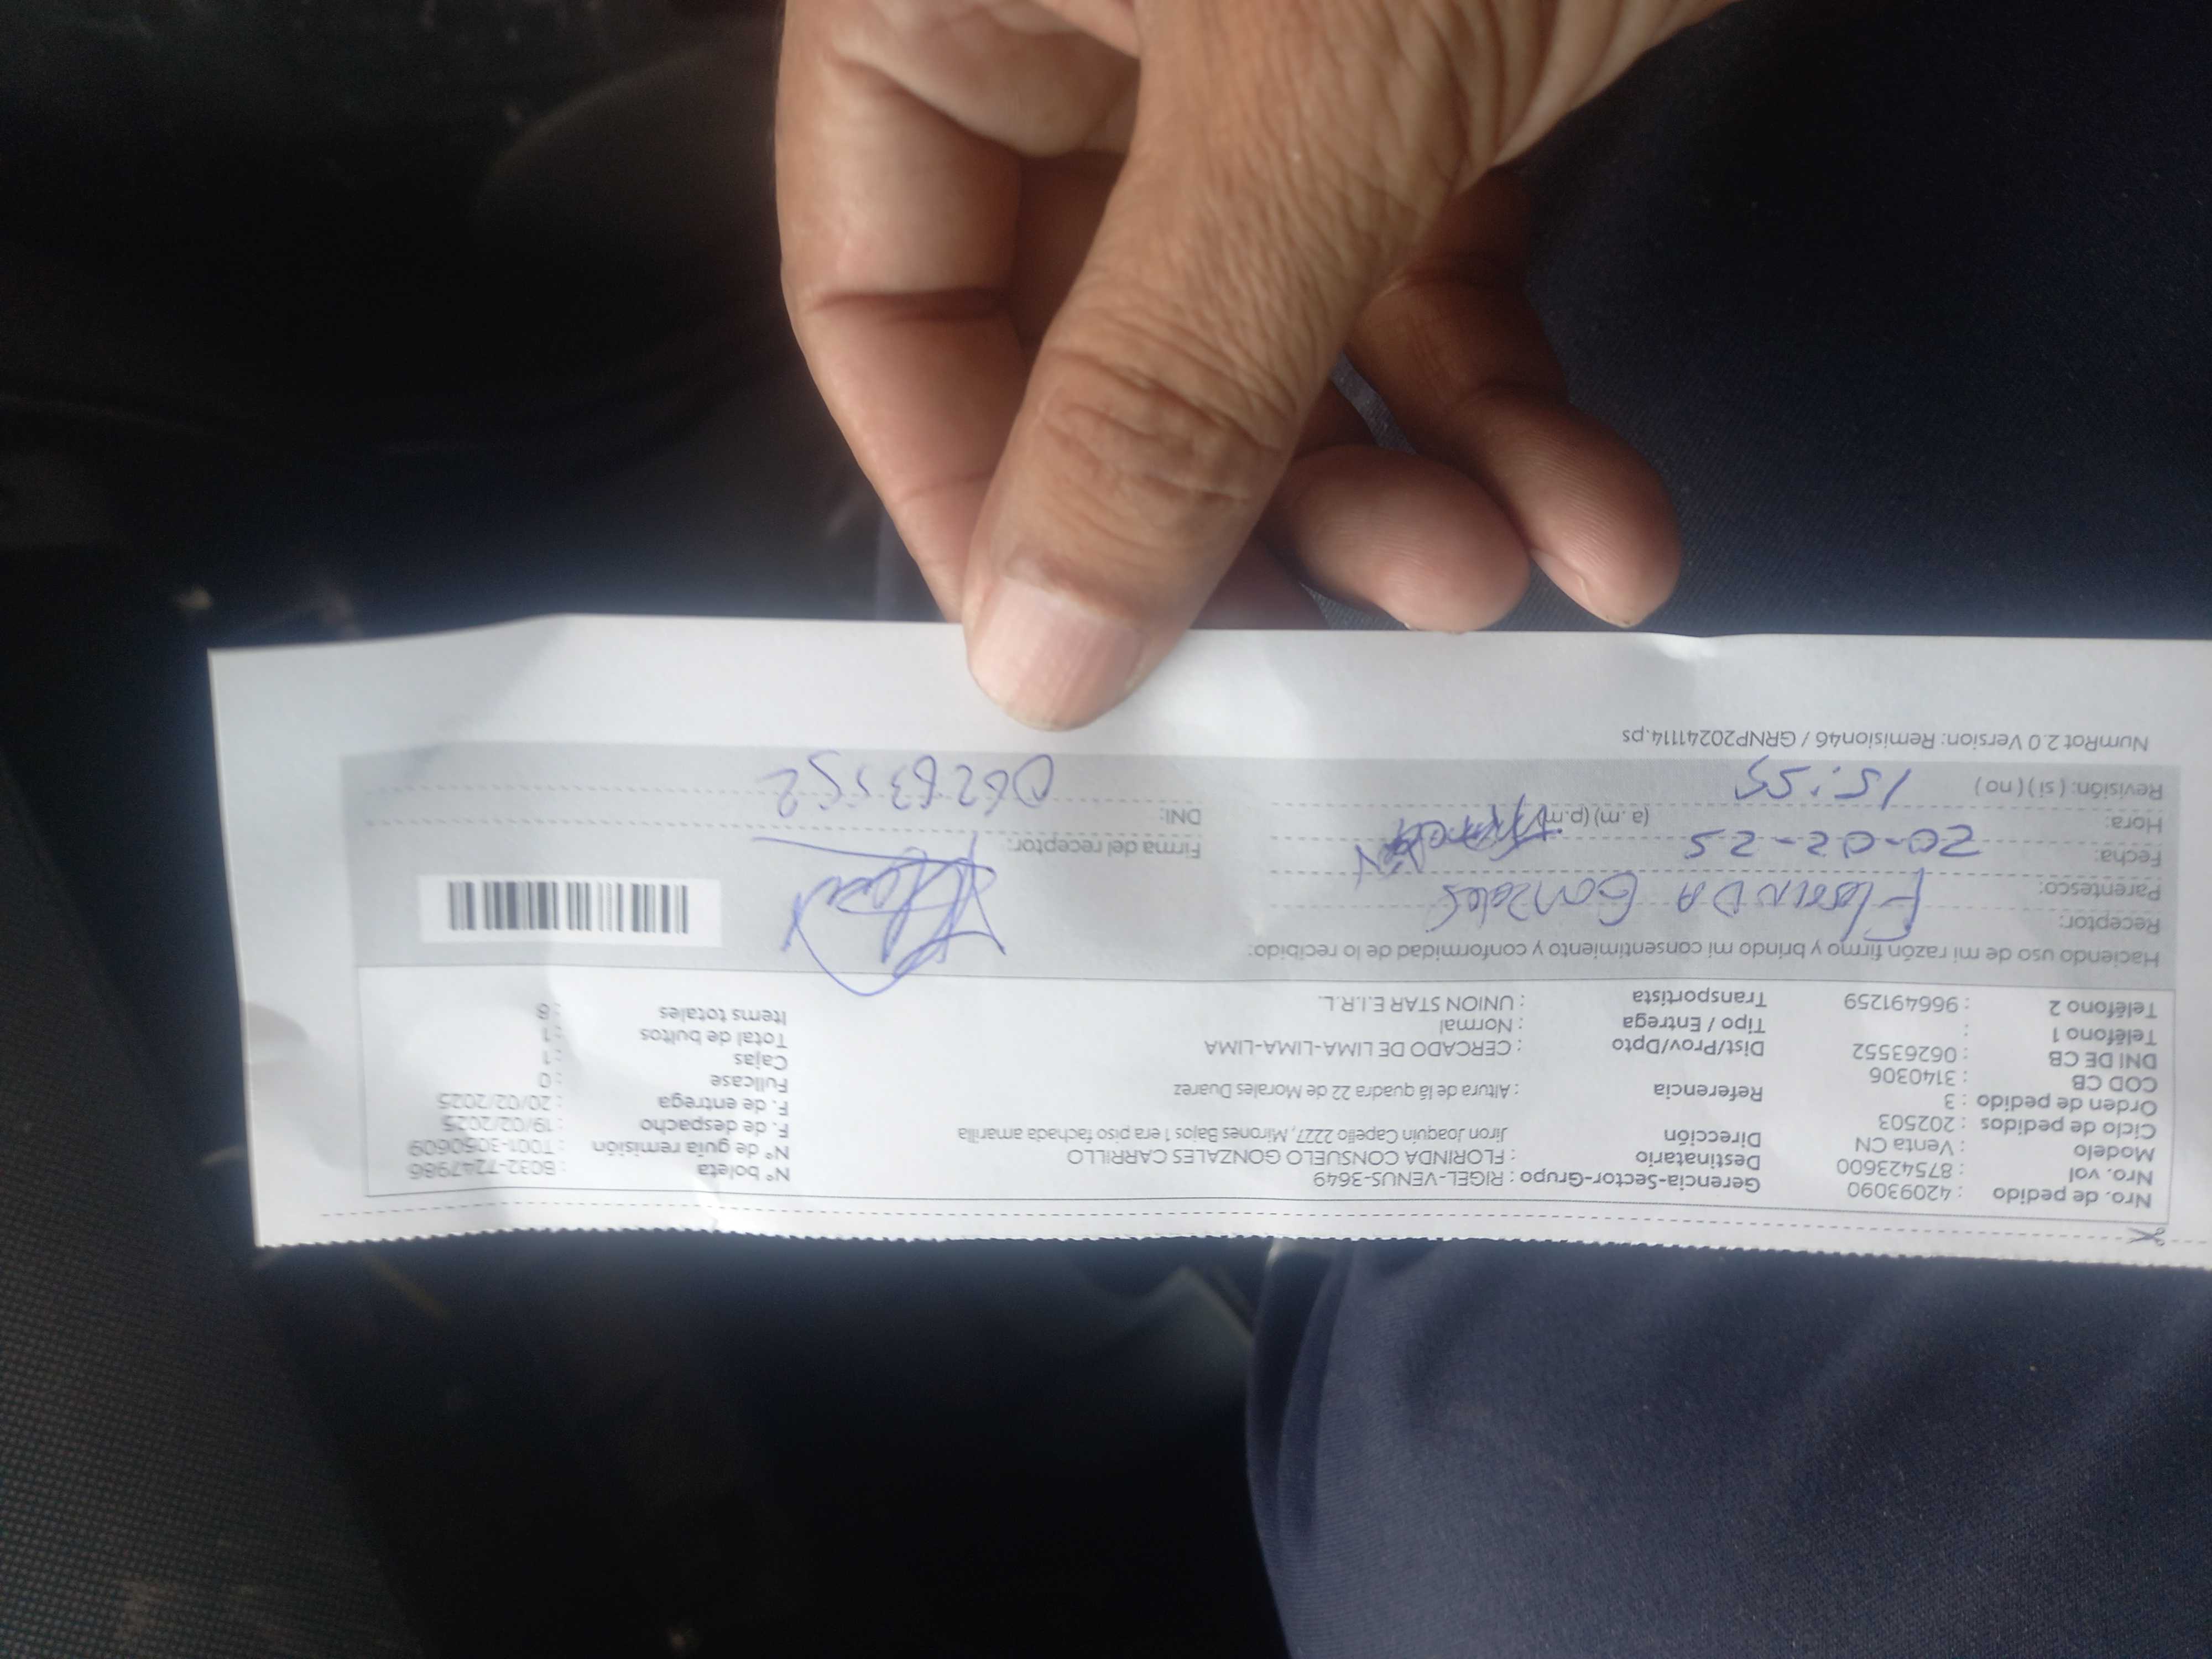 Nro. de pedido : 42093090 Gerencia-Sector-Grupo : RIGEL-VENUS-3649 N° boleta : B032-7247986
Nro. vol : 875423600 Destinatario : FLORINDA CONSUELO GONZALES CARRILLO N° de guía remisión : T001-3050609
Modelo : Venta CN Dirección : Jiron Joaquin Capello 2227, Mirones Bajos 1 era piso fachada amarilla F. de despacho : 19/02/2025
Ciclo de pedidos : 202503 F. de entrega : 20/02/2025
Orden de pedido : 3 Referencia : Altura de lá quadra 22 de Morales Duarez Fullcase : 0
COD CB : 3140306 Cajas : 1
DNI DE CB : 06263552 Dist/Prov/Dpto : CERCADO DE LIMA-LIMA-LIMA Total de bultos : 1
Teléfono 1 : Tipo / Entrega : Normal Items totales : 8
Teléfono 2 : 966491259 Transportista : UNION STAR E.I.R.L.
Haciendo uso de mi razón firmo y brindo mi consentimiento y conformidad de lo recibido:
Receptor: FlorinDA Gonzales
Parentesco:
Fecha: 20-02-25 Firma del receptor:
Hora: (a .m) (p.m)
DNI: 06263552
Revisión: ( si ) ( no ) 15:55
NumRot 2.0 Version: Remision46 / GRNP20241114.ps